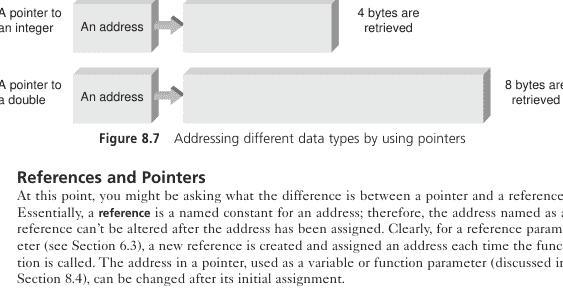 A pointer to
an integer
An address
4 bytes are
retrieved
A pointer to
a double
An address
8 bytes are
retrieved
Figure 8.7 Addressing different data types by using pointers
References and Pointers
At this point, you might be asking what the difference is between a pointer and a reference
Essentially, a reference is a named constant for an address; therefore, the address named as a
reference can't be altered after the address has been assigned. Clearly, for a reference param
eter (see Section 6.3), a new reference is created and assigned an address each time the func
tion is called. The address in a pointer, used as a variable or function parameter (discussed in
Section 8.4), can be changed after its initial assignment.